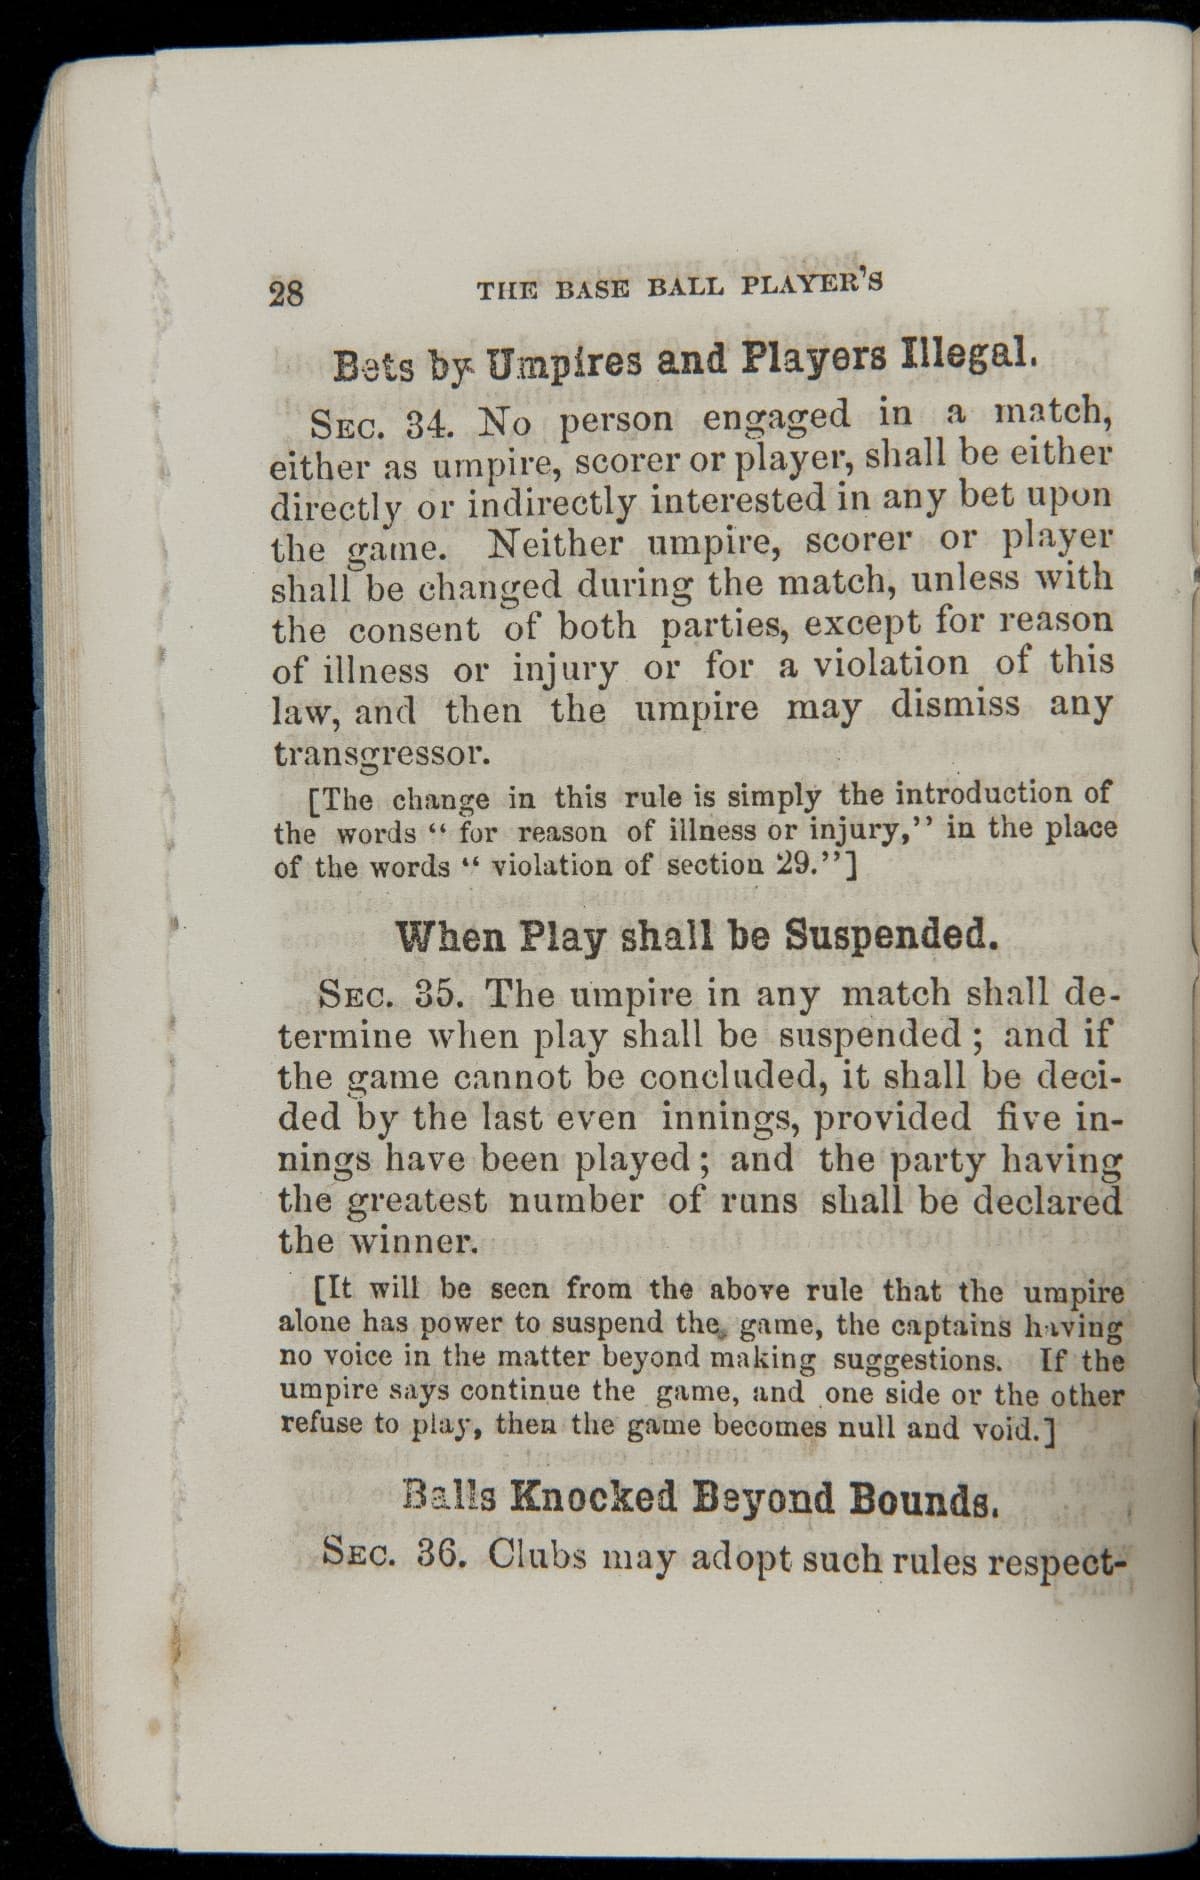 28 THE BASE BALL PLAYER'S
Bets by Umpires and Players Illegal.
SEC. 34. No person engaged in a match,
either as umpire, scorer or player, shall be either
directly or indirectly interested in any bet upon
the game. Neither umpire, scorer or player
shall be changed during the match, unless with
the consent of both parties, except for reason
of illness or injury or for a violation of this
law, and then the umpire may dismiss any
transgressor.
[The change in this rule is simply the introduction of
the words “ for reason of illness or injury,” in the place
of the words “ violation of section 29.”]
When Play shall be Suspended.
SEC. 35. The umpire in any match shall de-
termine when play shall be suspended ; and if
the game cannot be concluded, it shall be deci-
ded by the last even innings, provided five in-
nings have been played ; and the party having
the greatest number of runs shall be declared
the winner.
[It will be seen from the above rule that the umpire
alone has power to suspend the game, the captains having
no voice in the matter beyond making suggestions. If the
umpire says continue the game, and one side or the other
refuse to play, then the game becomes null and void.]
Balls Knocked Beyond Bounds.
SEC. 36. Clubs may adopt such rules respect-